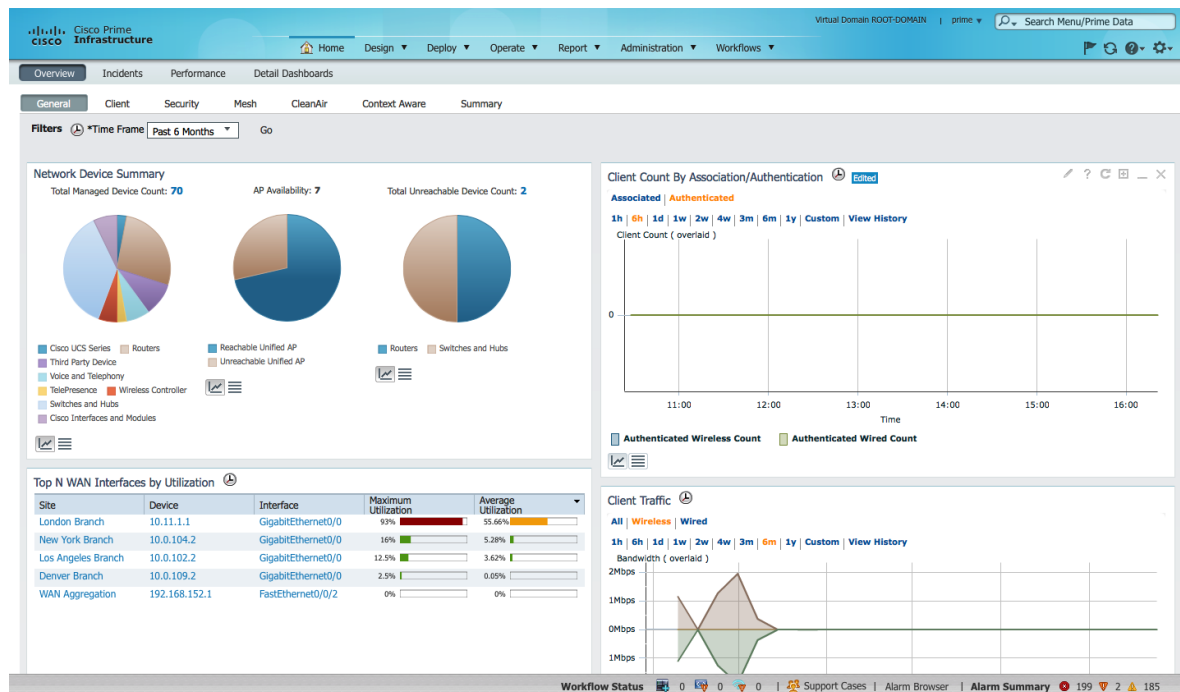 Virtual Domain ROOT-DOMAIN | prime
Search Menu/Prime Data
cisco
Cisco Prime
Infrastructure
Home Design Deploy Operate Report Administration Workflows
Overview Incidents Performance Detail Dashboards
General Client Security Mesh CleanAir Context Aware Summary
Filters *Time Frame Past 6 Months Go
Network Device Summary
Total Managed Device Count: 70
AP Availability: 7
Total Unreachable Device Count: 2
Cisco UCS Series Routers
Third Party Device
Voice and Telephony
TelePresence Wireless Controller
Switches and Hubs
Cisco Interfaces and Modules
Reachable Unified AP
Unreachable Unified AP
Routers Switches and Hubs
Client Count By Association/Authentication Edited
Associated | Authenticated
1h | 6h | 1d | 1w | 2w | 4w | 3m | 6m | 1y | Custom | View History
Client Count ( overlaid )
0
11:00 12:00 13:00 14:00 15:00 16:00
Time
Authenticated Wireless Count Authenticated Wired Count
Top N WAN Interfaces by Utilization
Site Device Interface Maximum Utilization Average Utilization
London Branch 10.11.1.1 GigabitEthernet0/0 93% 55.66%
New York Branch 10.0.104.2 GigabitEthernet0/0 16% 5.28%
Los Angeles Branch 10.0.102.2 GigabitEthernet0/0 12.5% 3.62%
Denver Branch 10.0.109.2 GigabitEthernet0/0 2.5% 0.05%
WAN Aggregation 192.168.152.1 FastEthernet0/0/2 0% 0%
Client Traffic
All | Wireless | Wired
1h | 6h | 1d | 1w | 2w | 4w | 3m | 6m | 1y | Custom | View History
Bandwidth ( overlaid )
2Mbps
1Mbps
0Mbps
1Mbps
Workflow Status 0 0 0 | Support Cases | Alarm Browser | Alarm Summary 199 2 185